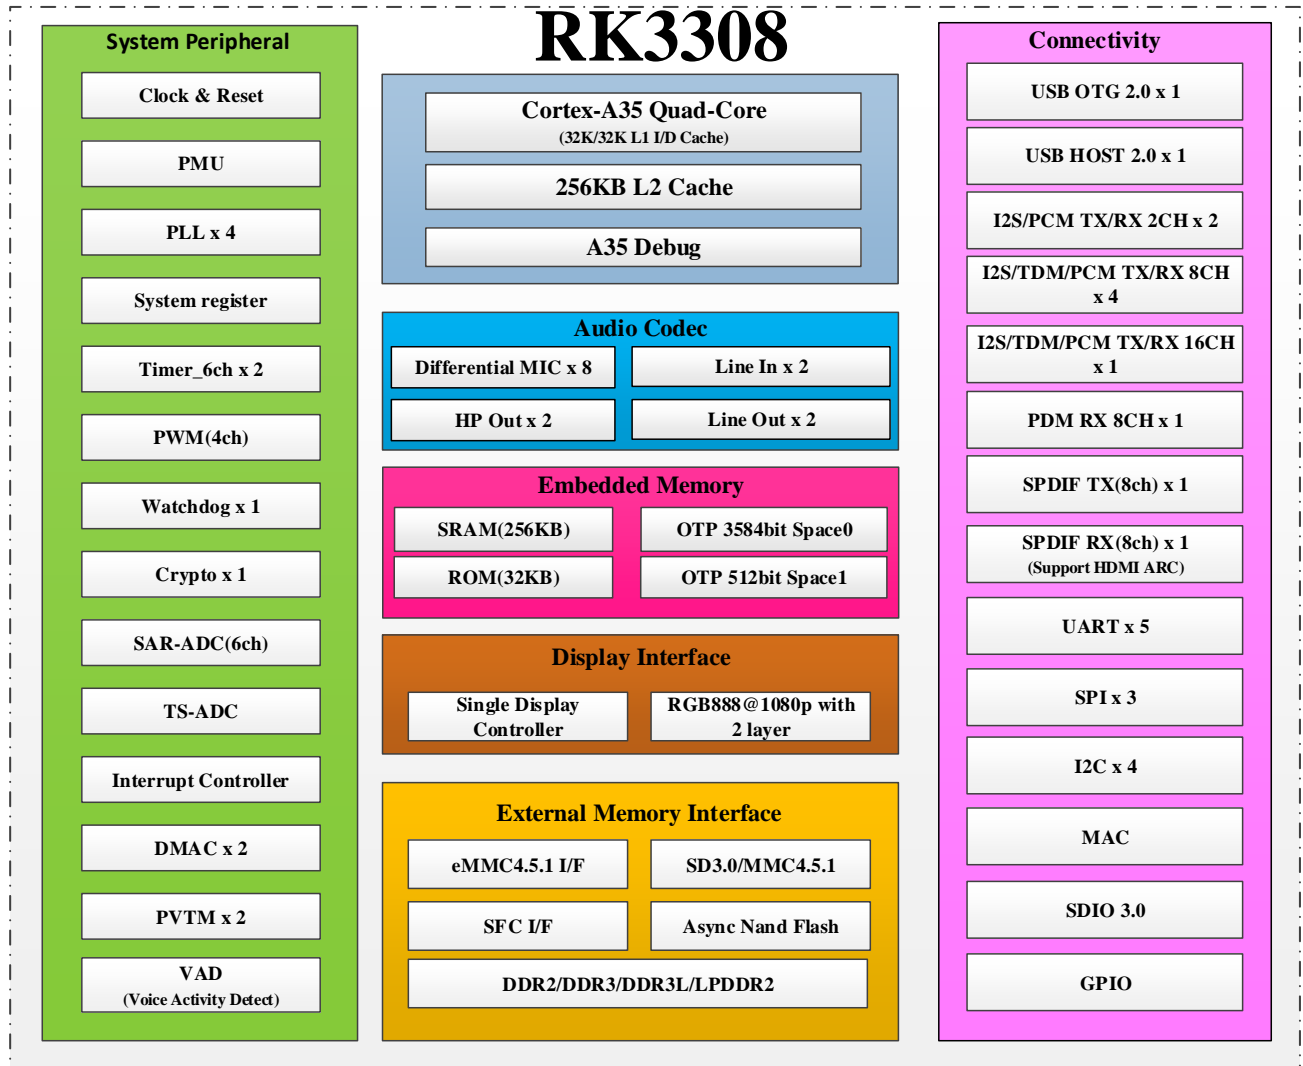 RK3308
System Peripheral
Clock & Reset
PMU
PLL x 4
System register
Timer_6ch x 2
PWM(4ch)
Watchdog x 1
Crypto x 1
SAR-ADC(6ch)
TS-ADC
Interrupt Controller
DMAC x 2
PVTM x 2
VAD
(Voice Activity Detect)
Cortex-A35 Quad-Core
(32K/32K L1 I/D Cache)
256KB L2 Cache
A35 Debug
Audio Codec
Differential MIC x 8
Line In x 2
HP Out x 2
Line Out x 2
Embedded Memory
SRAM(256KB)
OTP 3584bit Space0
ROM(32KB)
OTP 512bit Space1
Display Interface
Single Display
Controller
RGB888@1080p with
2 layer
External Memory Interface
eMMC4.5.1 I/F
SD3.0/MMC4.5.1
SFC I/F
Async Nand Flash
DDR2/DDR3/DDR3L/LPDDR2
Connectivity
USB OTG 2.0 x 1
USB HOST 2.0 x 1
I2S/PCM TX/RX 2CH x 2
I2S/TDM/PCM TX/RX 8CH
x 4
I2S/TDM/PCM TX/RX 16CH
x 1
PDM RX 8CH x 1
SPDIF TX(8ch) x 1
SPDIF RX(8ch) x 1
(Support HDMI ARC)
UART x 5
SPI x 3
I2C x 4
MAC
SDIO 3.0
GPIO